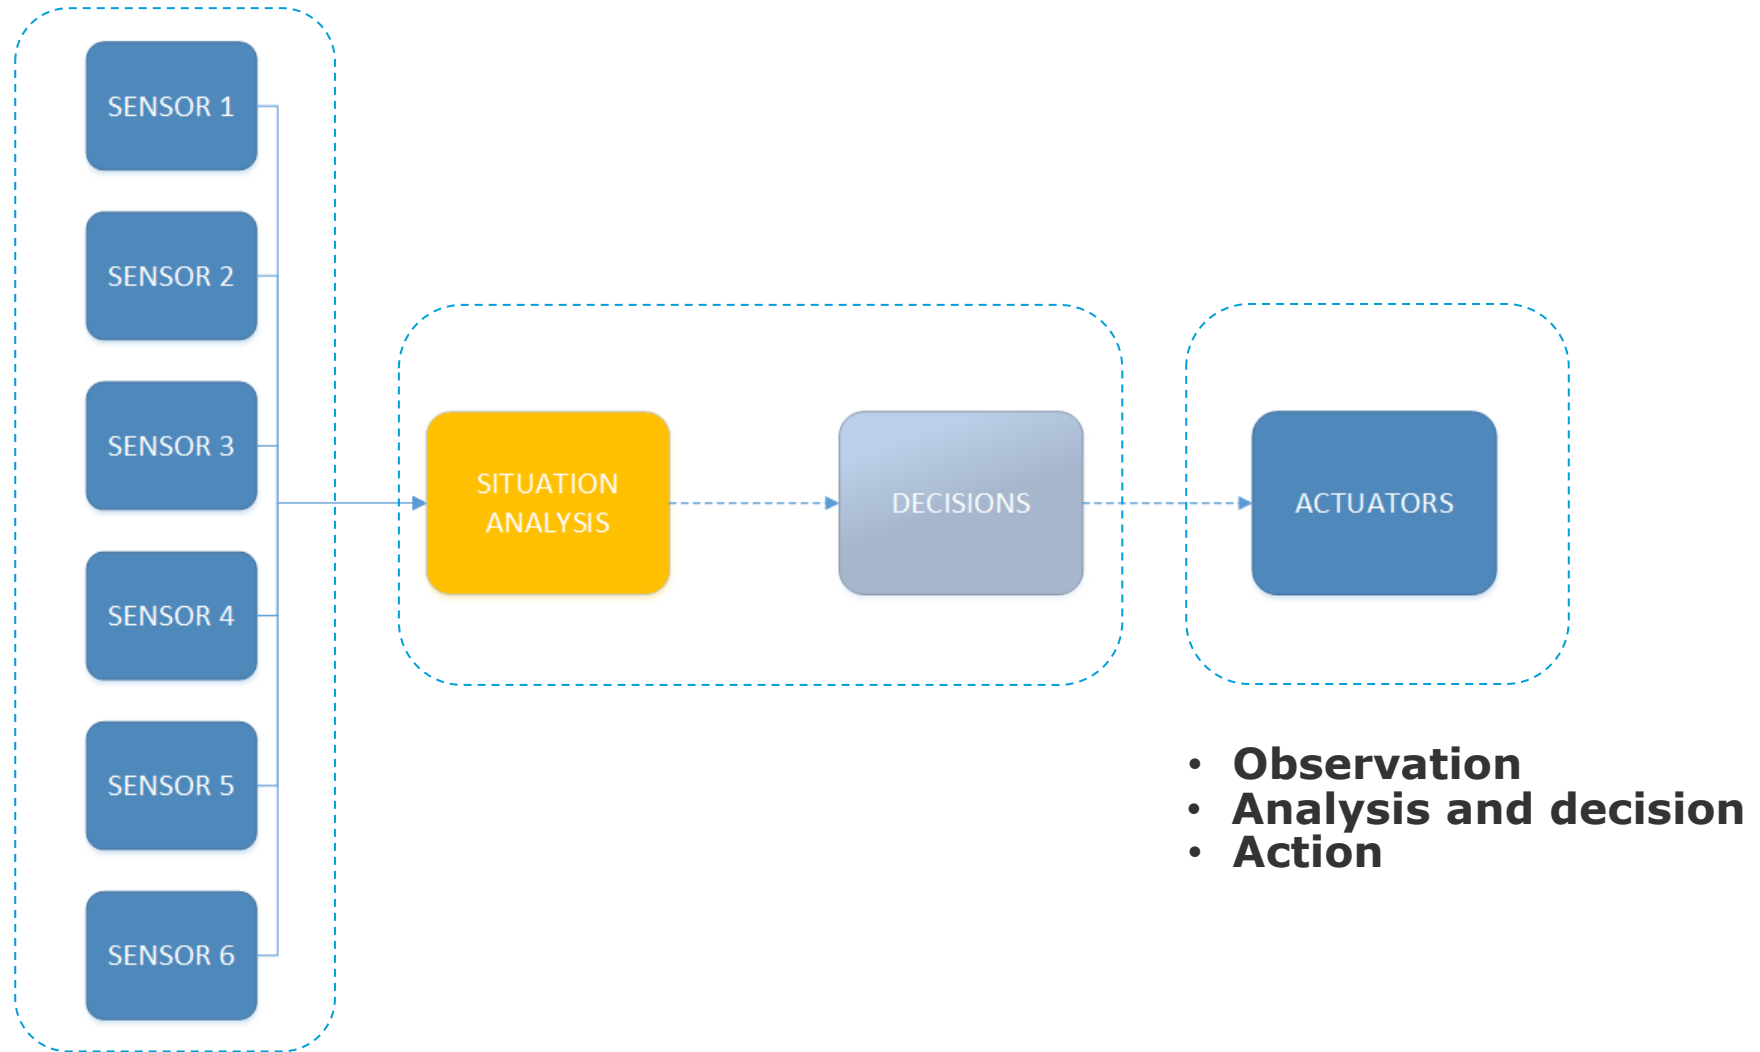 SENSOR 1
SENSOR 2
SENSOR 3
SENSOR 4
SENSOR 5
SENSOR 6
SITUATION
ANALYSIS
DECISIONS
ACTUATORS
• Observation
• Analysis and decision
• Action